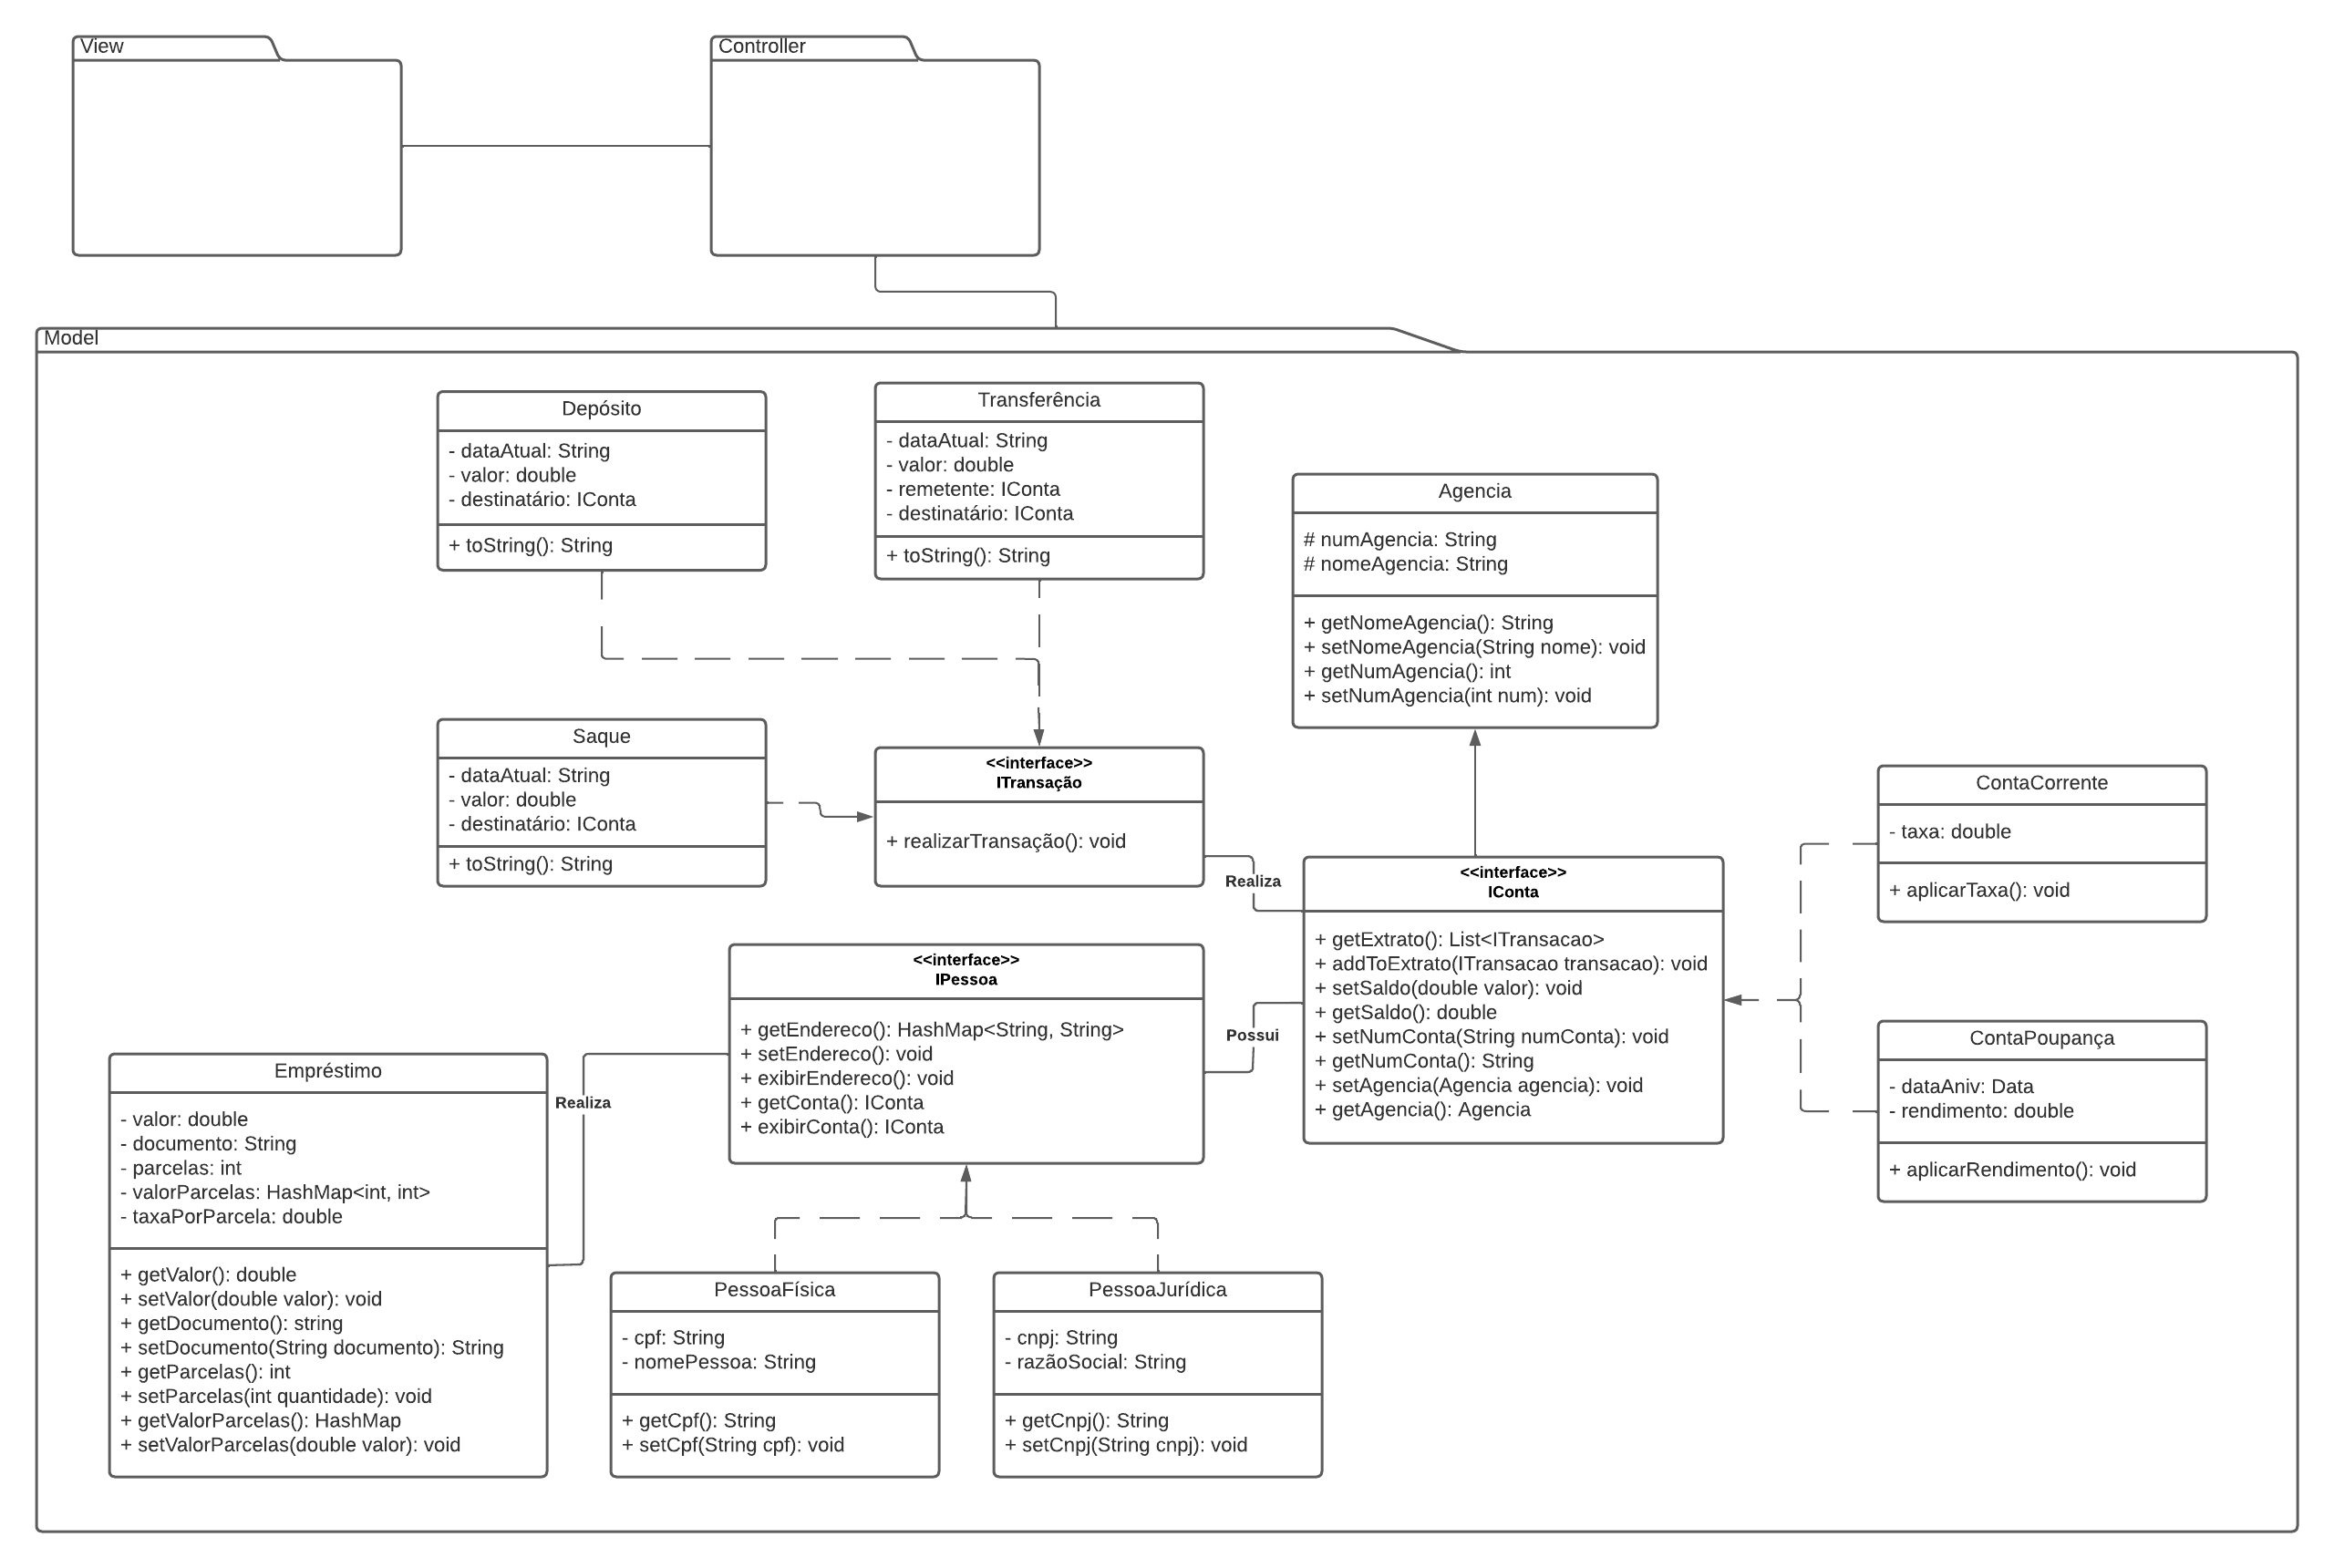 View
Controller
Model
Depósito
- dataAtual: String
- valor: double
- destinatário: IConta
+ toString(): String
Transferência
- dataAtual: String
- valor: double
- remetente: IConta
- destinatário: IConta
+ toString(): String
Agencia
# numAgencia: String
# nomeAgencia: String
+ getNomeAgencia(): String
+ setNomeAgencia(String nome): void
+ getNumAgencia(): int
+ setNumAgencia(int num): void
Saque
- dataAtual: String
- valor: double
- destinatário: IConta
+ toString(): String
<<interface>>
ITransação
+ realizarTransação(): void
Realiza
<<interface>>
IConta
+ getExtrato(): List<ITransacao>
+ addToExtrato(ITransacao transacao): void
+ setSaldo(double valor): void
+ getSaldo(): double
+ setNumConta(String numConta): void
+ getNumConta(): String
+ setAgencia(Agencia agencia): void
+ getAgencia(): Agencia
ContaCorrente
- taxa: double
+ aplicarTaxa(): void
ContaPoupança
- dataAniv: Data
- rendimento: double
+ aplicarRendimento(): void
<<interface>>
IPessoa
+ getEndereco(): HashMap<String, String>
+ setEndereco(): void
+ exibirEndereco(): void
+ getConta(): IConta
+ exibirConta(): IConta
Possui
Realiza
Empréstimo
- valor: double
- documento: String
- parcelas: int
- valorParcelas: HashMap<int, int>
- taxaPorParcela: double
+ getValor(): double
+ setValor(double valor): void
+ getDocumento(): string
+ setDocumento(String documento): String
+ getParcelas(): int
+ setParcelas(int quantidade): void
+ getValorParcelas(): HashMap
+ setValorParcelas(double valor): void
PessoaFísica
- cpf: String
- nomePessoa: String
+ getCpf(): String
+ setCpf(String cpf): void
PessoaJurídica
- cnpj: String
- razãoSocial: String
+ getCnpj(): String
+ setCnpj(String cnpj): void